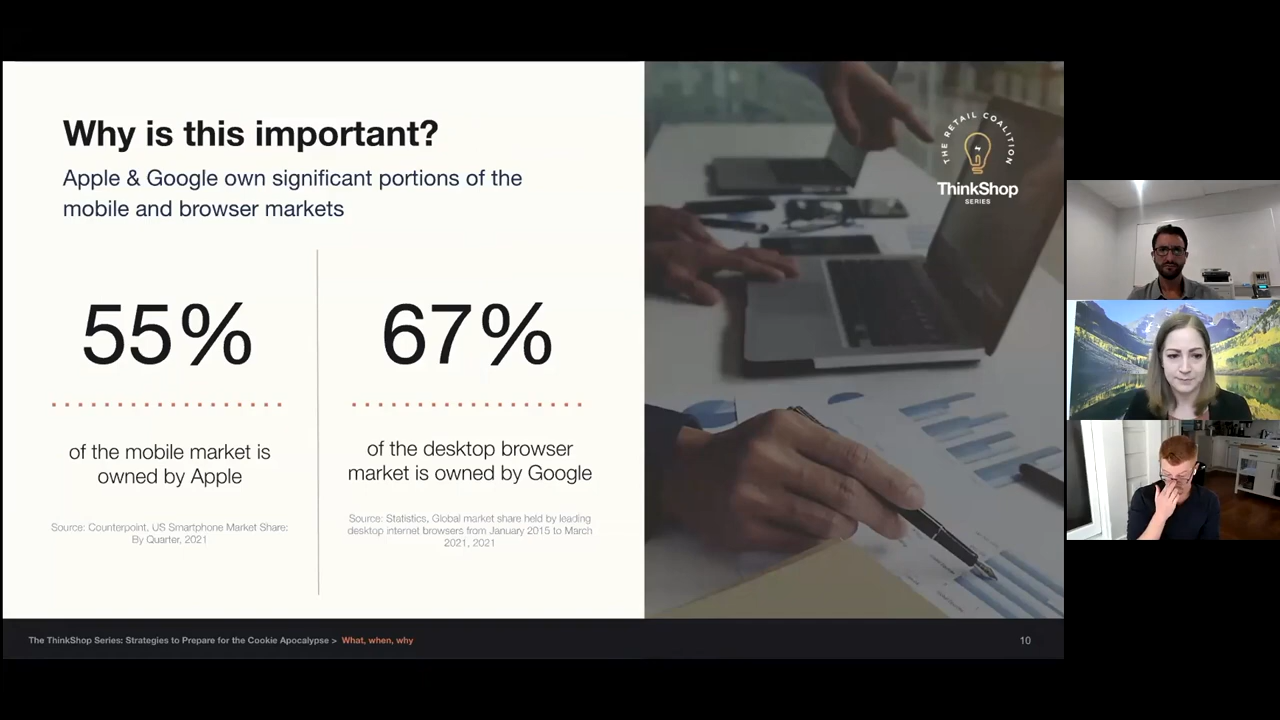 Why is this important?
Apple & Google own significant portions of the
mobile and browser markets
55%
of the mobile market is
owned by Apple
Source: Counterpoint, US Smartphone Market Share:
By Quarter, 2021
67%
of the desktop browser
market is owned by Google
Source: Statistics, Global market share held by leading
desktop internet browsers from January 2015 to March
2021, 2021
THE RETAIL COALITION
ThinkShop
SERIES
WiFi
The ThinkShop Series: Strategies to Prepare for the Cookie Apocalypse > What, when, why
10